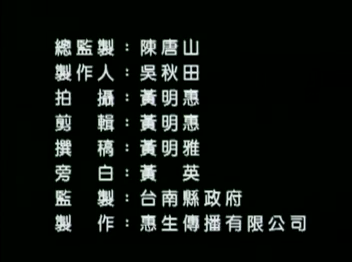 總監製：陳唐山
製作人：吳秋田
拍　攝：黃明惠
剪　輯：黃明惠
撰　稿：黃明雅
旁　白：黃　英
監　製：台南縣政府
製　作：惠生傳播有限公司